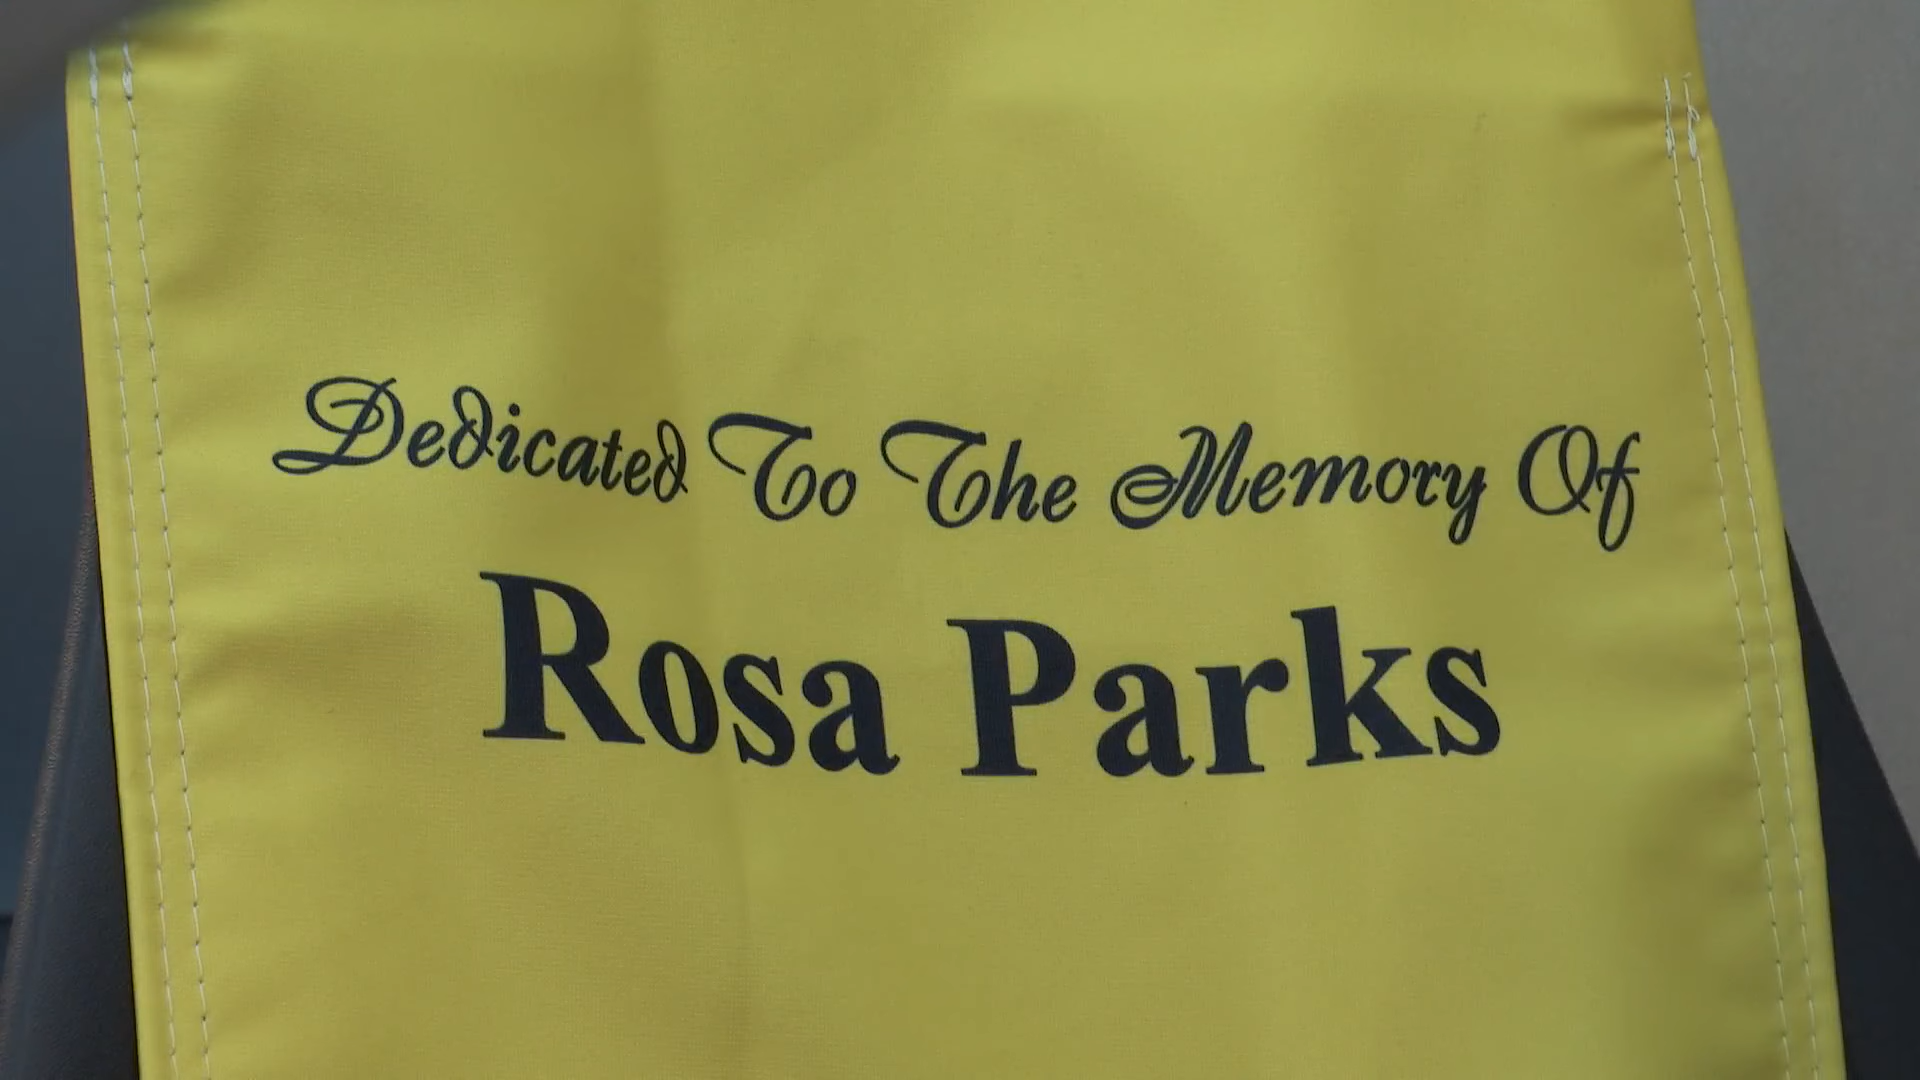 Dedicated To The Memory Of
Rosa Parks